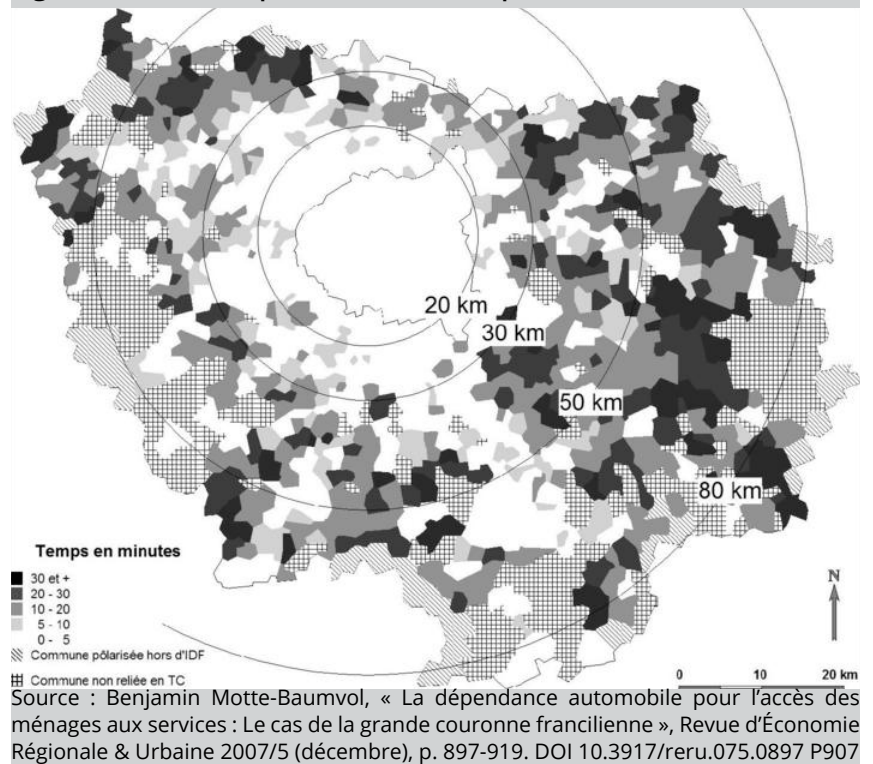 20 km
30 km
50 km
80 km
Temps en minutes
30 et +
20 - 30
10 - 20
5 - 10
0 - 5
Commune pôlarisée hors d'IDF
Commune non reliée en TC
N
0 10 20 km
Source : Benjamin Motte-Baumvol, « La dépendance automobile pour l'accès des
ménages aux services : Le cas de la grande couronne francilienne », Revue d'Économie
Régionale & Urbaine 2007/5 (décembre), p. 897-919. DOI 10.3917/reru.075.0897 P907